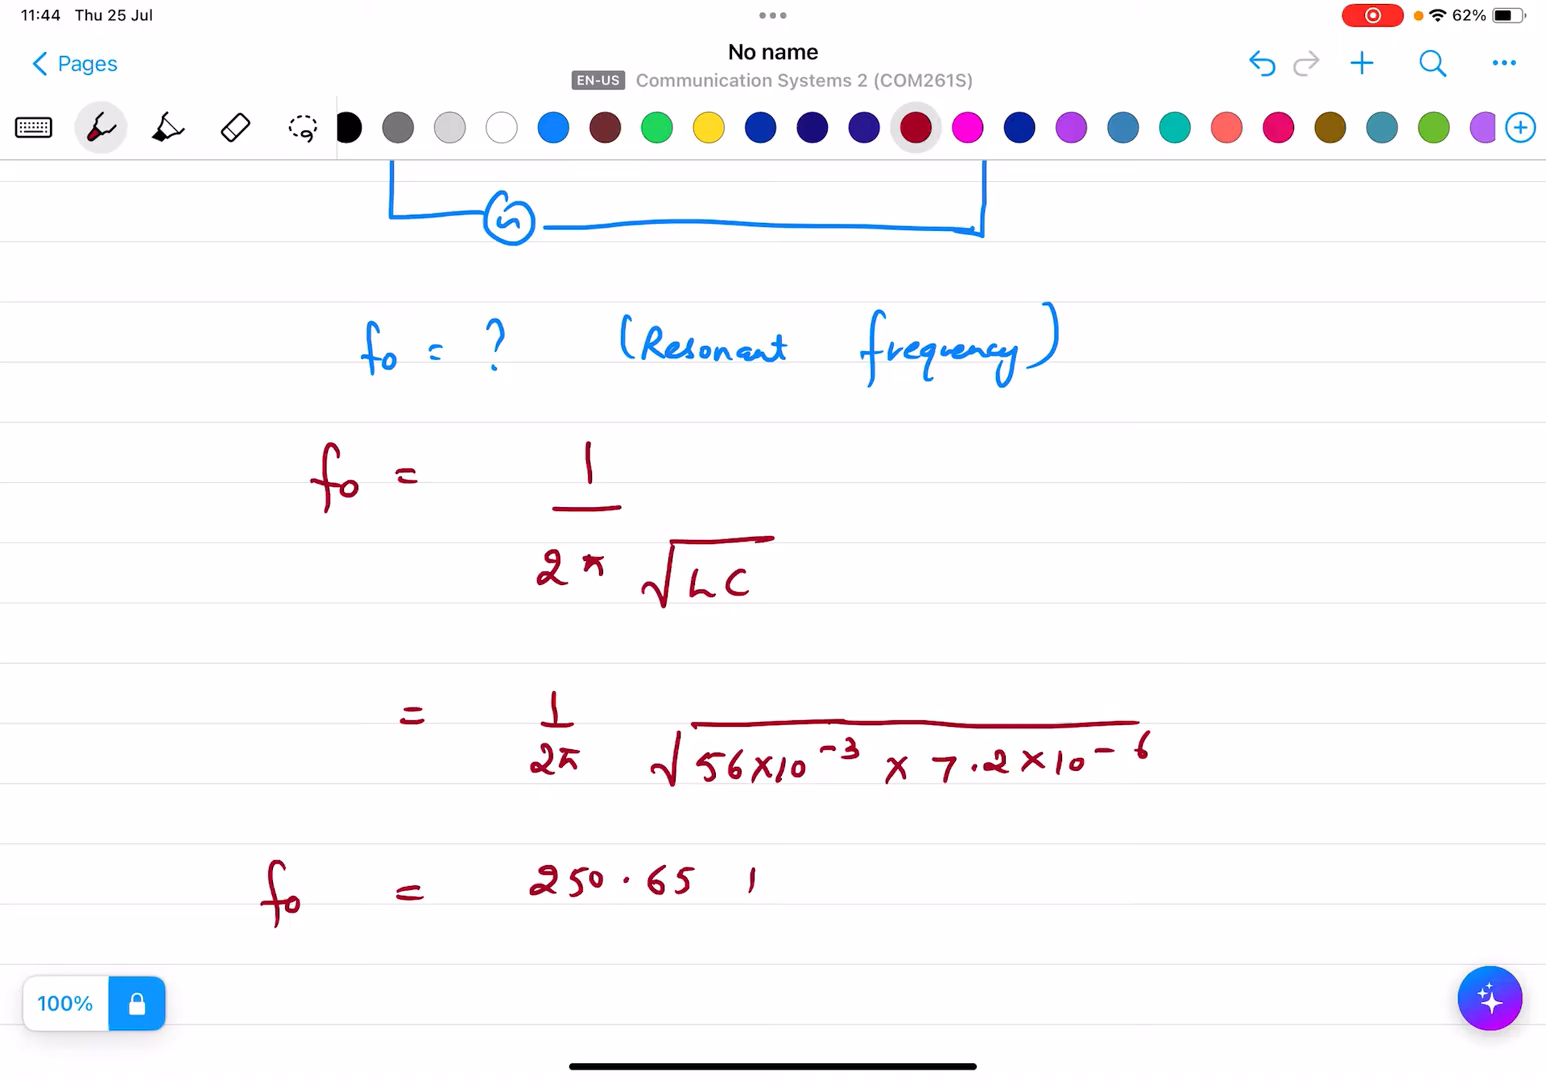 11:44 Thu 25 Jul 62%
Pages
No name
EN-US Communication Systems 2 (COM261S)
fo = ? (Resonant frequency)
fo = 1
2π √LC
= 1
2π √56×10⁻³ × 7.2×10⁻⁶
fo = 250.65
100%